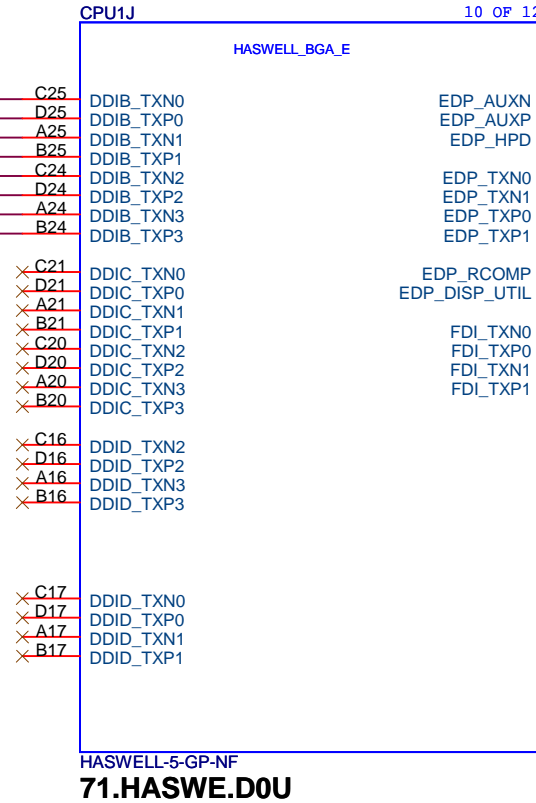 CPU1J 10 OF 12
HASWELL_BGA_E
C25 DDIB_TXN0 EDP_AUXN
D25 DDIB_TXP0 EDP_AUXP
A25 DDIB_TXN1 EDP_HPD
B25 DDIB_TXP1
C24 DDIB_TXN2 EDP_TXN0
D24 DDIB_TXP2 EDP_TXN1
A24 DDIB_TXN3 EDP_TXP0
B24 DDIB_TXP3 EDP_TXP1
C21 DDIC_TXN0 EDP_RCOMP
D21 DDIC_TXP0 EDP_DISP_UTIL
A21 DDIC_TXN1
B21 DDIC_TXP1 FDI_TXN0
C20 DDIC_TXN2 FDI_TXP0
D20 DDIC_TXP2 FDI_TXN1
A20 DDIC_TXN3 FDI_TXP1
B20 DDIC_TXP3
C16 DDID_TXN2
D16 DDID_TXP2
A16 DDID_TXN3
B16 DDID_TXP3
C17 DDID_TXN0
D17 DDID_TXP0
A17 DDID_TXN1
B17 DDID_TXP1
HASWELL-5-GP-NF
71.HASWE.D0U